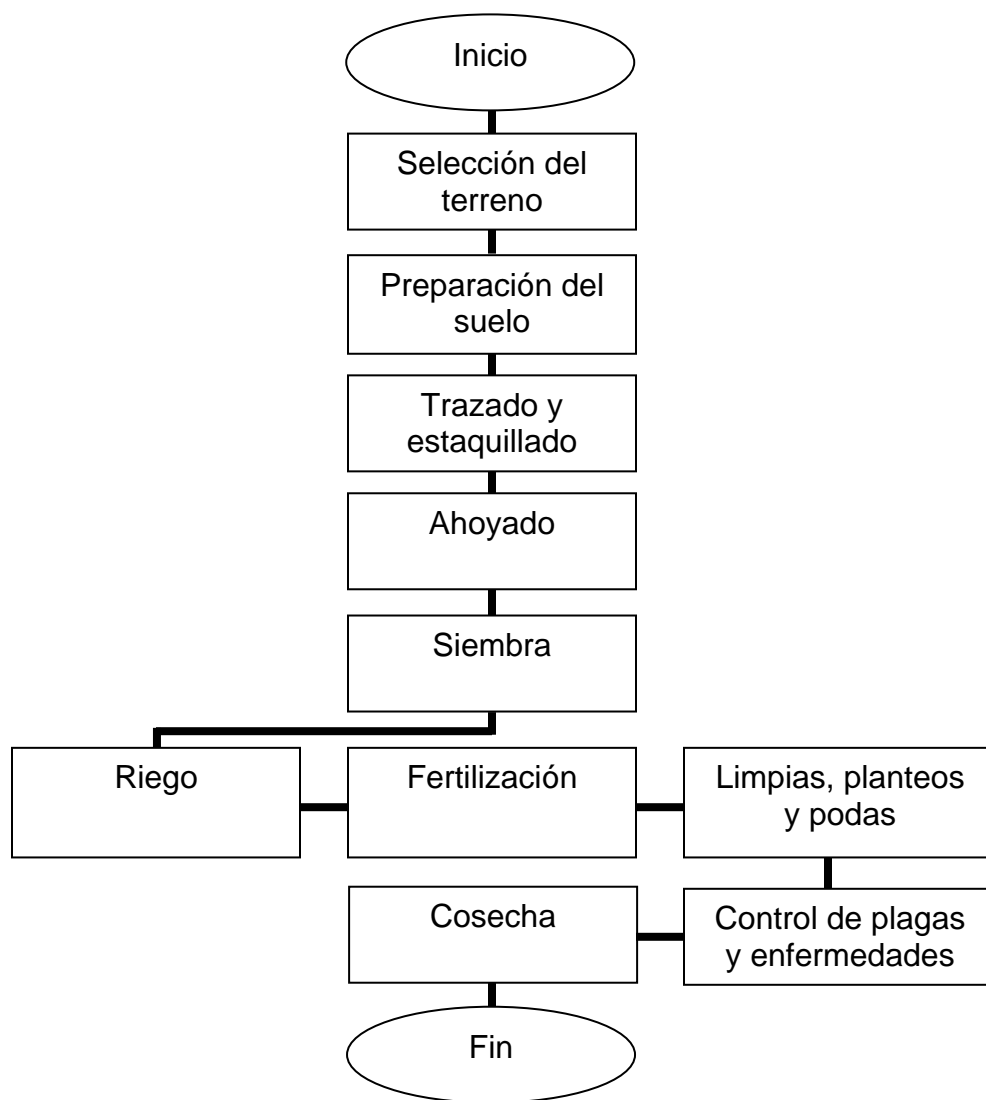 Inicio
Selección del
terreno
Preparación del
suelo
Trazado y
estaquillado
Ahoyado
Siembra
Riego
Fertilización
Limpias, planteos
y podas
Control de plagas
y enfermedades
Cosecha
Fin